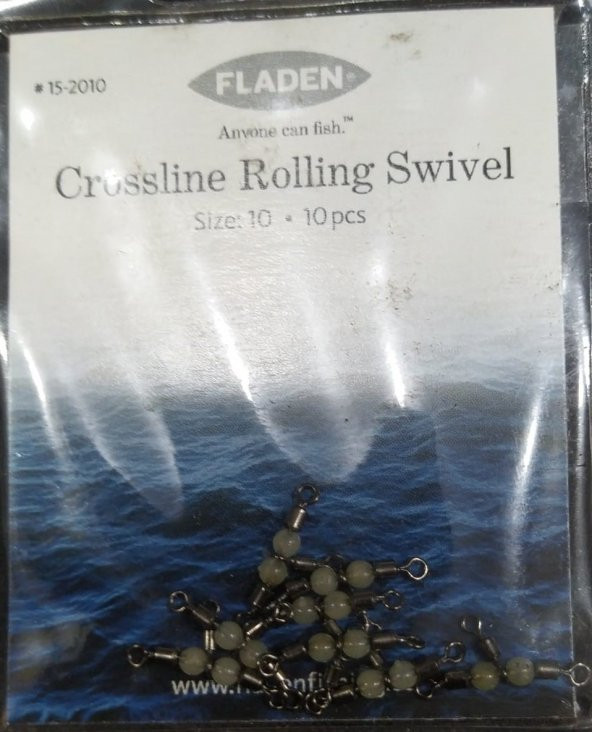 # 15-2010
FLADEN®
Anyone can fish.™
Crossline Rolling Swivel
Size: 10 • 10 pcs